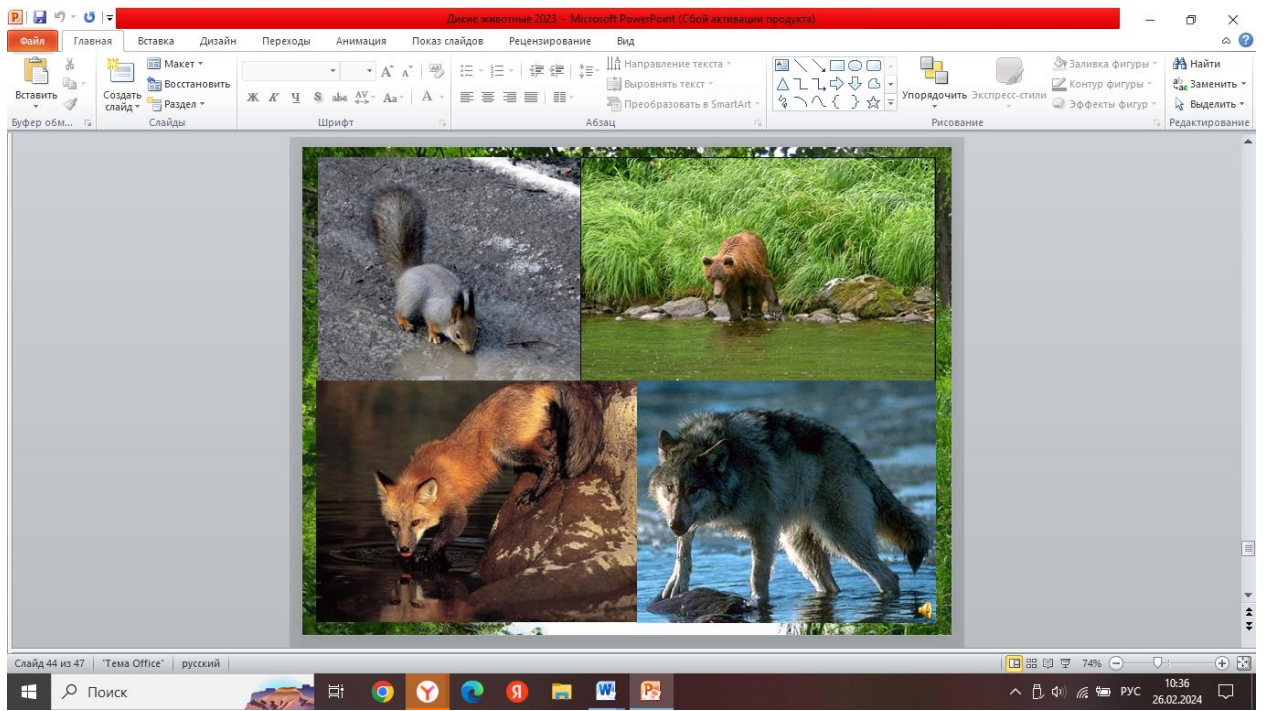 Дикие животные 2023 - Microsoft PowerPoint (Сбой активации продукта)
Файл Главная Вставка Дизайн Переходы Анимация Показ слайдов Рецензирование Вид
Вставить
Буфер обм...
Создать слайд
Макет
Восстановить
Раздел
Слайды
Ж К Ч S abc AV Aa A
Шрифт
Направление текста
Выровнять текст
Преобразовать в SmartArt
Абзац
Упорядочить
Экспресс-стили
Заливка фигуры
Контур фигуры
Эффекты фигур
Рисование
Найти
Заменить
Выделить
Редактирование
Слайд 44 из 47 "Тема Office" русский 74%
Поиск
РУС
10:36
26.02.2024